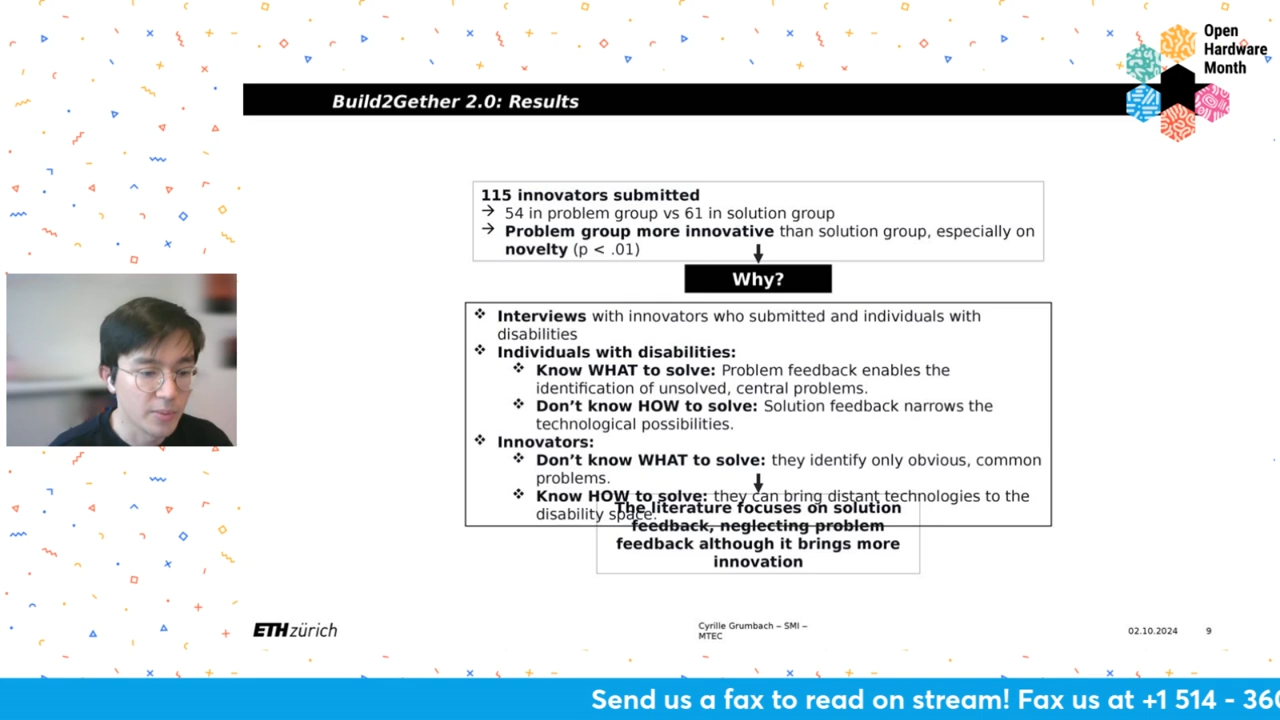 Open
Hardware
Month
Build2Gether 2.0: Results
115 innovators submitted
→ 54 in problem group vs 61 in solution group
→ Problem group more innovative than solution group, especially on
novelty (p < .01)
Why?
❖ Interviews with innovators who submitted and individuals with
disabilities
❖ Individuals with disabilities:
❖ Know WHAT to solve: Problem feedback enables the
identification of unsolved, central problems.
❖ Don’t know HOW to solve: Solution feedback narrows the
technological possibilities.
❖ Innovators:
❖ Don’t know WHAT to solve: they identify only obvious, common
problems.
❖ Know HOW to solve: they can bring distant technologies to the
disability space.
The literature focuses on solution
feedback, neglecting problem
feedback although it brings more
innovation
ETH zürich
Cyrille Grumbach – SMI –
MTEC
02.10.2024
9
Send us a fax to read on stream! Fax us at +1 514 - 360